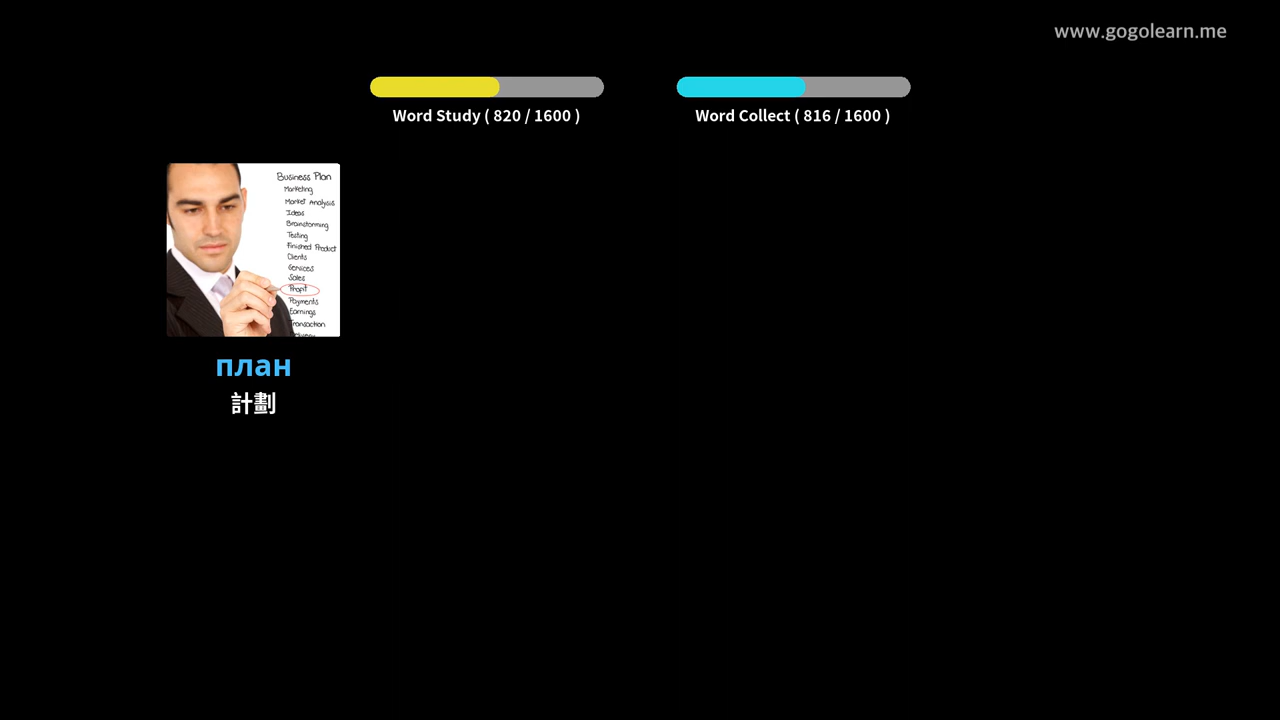 www.gogolearn.me
Word Study ( 820 / 1600 )
Word Collect ( 816 / 1600 )
Business Plan
Marketing
Market Analysis
Ideas
Brainstorming
Testing
Finished Product
Clients
Services
Sales
Profit
Payments
Earnings
Transaction
план
計劃